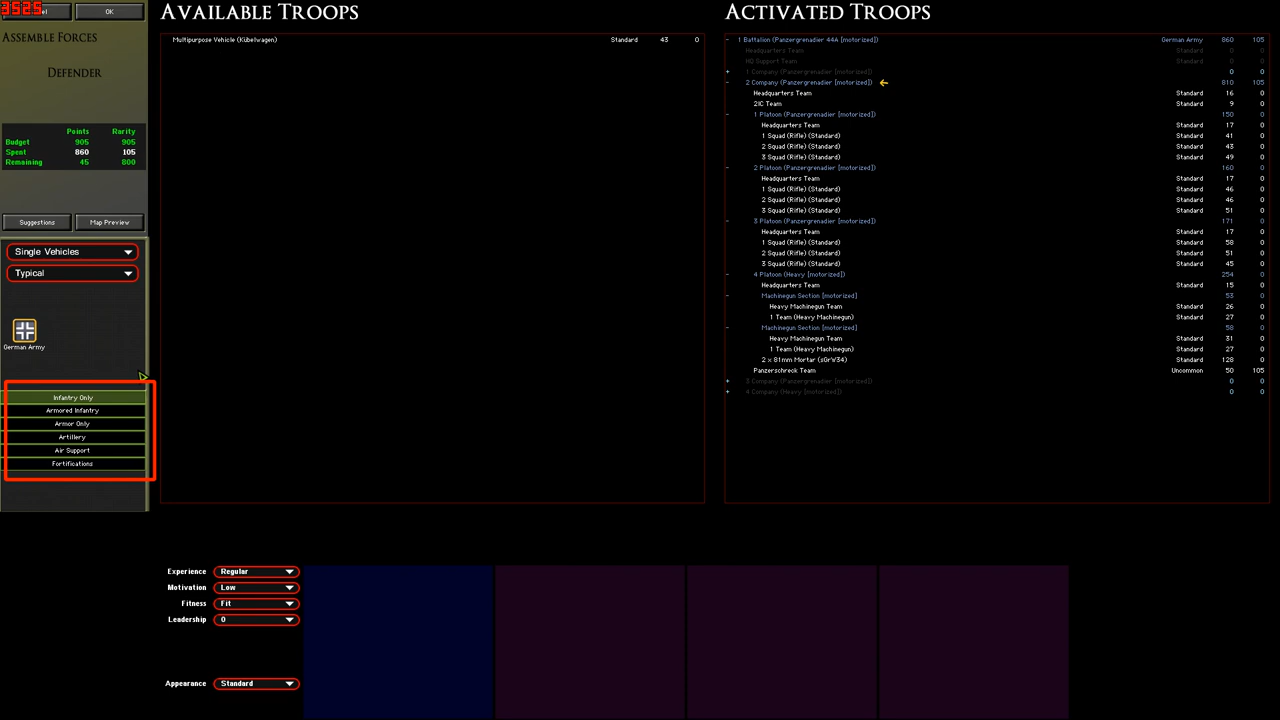 3525
OK
ASSEMBLE FORCES
DEFENDER
Points Rarity
Budget 905 905
Spent 860 105
Remaining 45 800
Suggestions
Map Preview
Single Vehicles
Typical
German Army
Infantry Only
Armored Infantry
Armor Only
Artillery
Air Support
Fortifications
AVAILABLE TROOPS
Multipurpose Vehicle (Kübelwagen) Standard 43 0
ACTIVATED TROOPS
- 1 Battalion (Panzergrenadier 44A [motorized]) German Army 860 105
Headquarters Team Standard 0 0
HQ Support Team Standard 0 0
+ 1 Company (Panzergrenadier [motorized]) 0 0
- 2 Company (Panzergrenadier [motorized]) 810 105
Headquarters Team Standard 16 0
2IC Team Standard 9 0
- 1 Platoon (Panzergrenadier [motorized]) 150 0
Headquarters Team Standard 17 0
1 Squad (Rifle) (Standard) Standard 41 0
2 Squad (Rifle) (Standard) Standard 43 0
3 Squad (Rifle) (Standard) Standard 49 0
- 2 Platoon (Panzergrenadier [motorized]) 160 0
Headquarters Team Standard 17 0
1 Squad (Rifle) (Standard) Standard 46 0
2 Squad (Rifle) (Standard) Standard 46 0
3 Squad (Rifle) (Standard) Standard 51 0
- 3 Platoon (Panzergrenadier [motorized]) 171 0
Headquarters Team Standard 17 0
1 Squad (Rifle) (Standard) Standard 58 0
2 Squad (Rifle) (Standard) Standard 51 0
3 Squad (Rifle) (Standard) Standard 45 0
- 4 Platoon (Heavy [motorized]) 254 0
Headquarters Team Standard 15 0
- Machinegun Section [motorized] 53 0
Heavy Machinegun Team Standard 26 0
1 Team (Heavy Machinegun) Standard 27 0
- Machinegun Section [motorized] 58 0
Heavy Machinegun Team Standard 31 0
1 Team (Heavy Machinegun) Standard 27 0
2 x 81mm Mortar (sGrW34) Standard 128 0
Panzerschreck Team Uncommon 50 105
+ 3 Company (Panzergrenadier [motorized]) 0 0
+ 4 Company (Heavy [motorized]) 0 0
Experience Regular
Motivation Low
Fitness Fit
Leadership 0
Appearance Standard